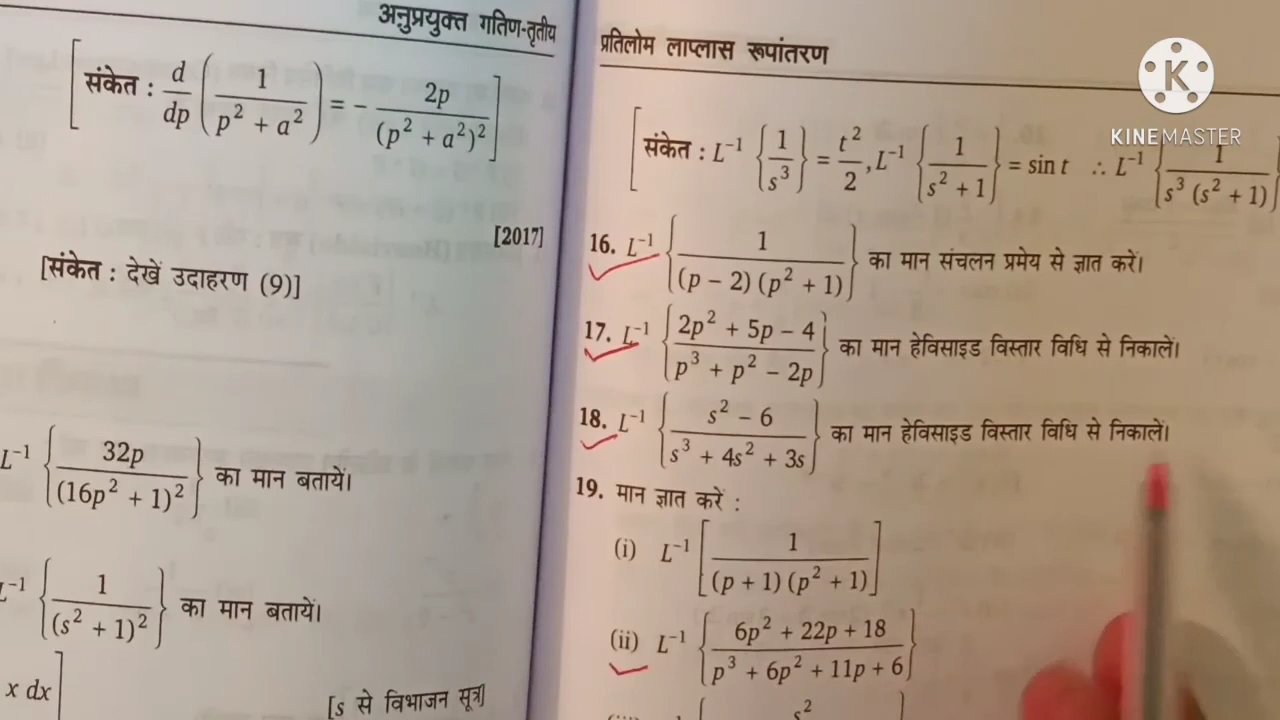 अनुप्रयुक्त गतिण-तृतीय
[संकेत : d/dp (1/(p² + a²)) = – 2p/(p² + a²)²]
[2017]
[संकेत : देखें उदाहरण (9)]
L⁻¹ {32p/(16p² + 1)²} का मान बतायें।
L⁻¹ {1/(s² + 1)²} का मान बतायें।
x dx]
[s से विभाजन सूत्र]
प्रतिलोम लाप्लास रूपांतरण
[संकेत : L⁻¹ {1/s³} = t²/2, L⁻¹ {1/(s² + 1)} = sin t ∴ L⁻¹ {1/(s³ (s² + 1))}
16. L⁻¹ {1/((p – 2) (p² + 1))} का मान संचलन प्रमेय से ज्ञात करें।
17. L⁻¹ {(2p² + 5p – 4)/(p³ + p² – 2p)} का मान हेविसाइड विस्तार विधि से निकालें।
18. L⁻¹ {(s² – 6)/(s³ + 4s² + 3s)} का मान हेविसाइड विस्तार विधि से निकालें।
19. मान ज्ञात करें :
(i) L⁻¹ [1/((p + 1) (p² + 1))]
(ii) L⁻¹ {(6p² + 22p + 18)/(p³ + 6p² + 11p + 6)}
s²
K
KINEMASTER